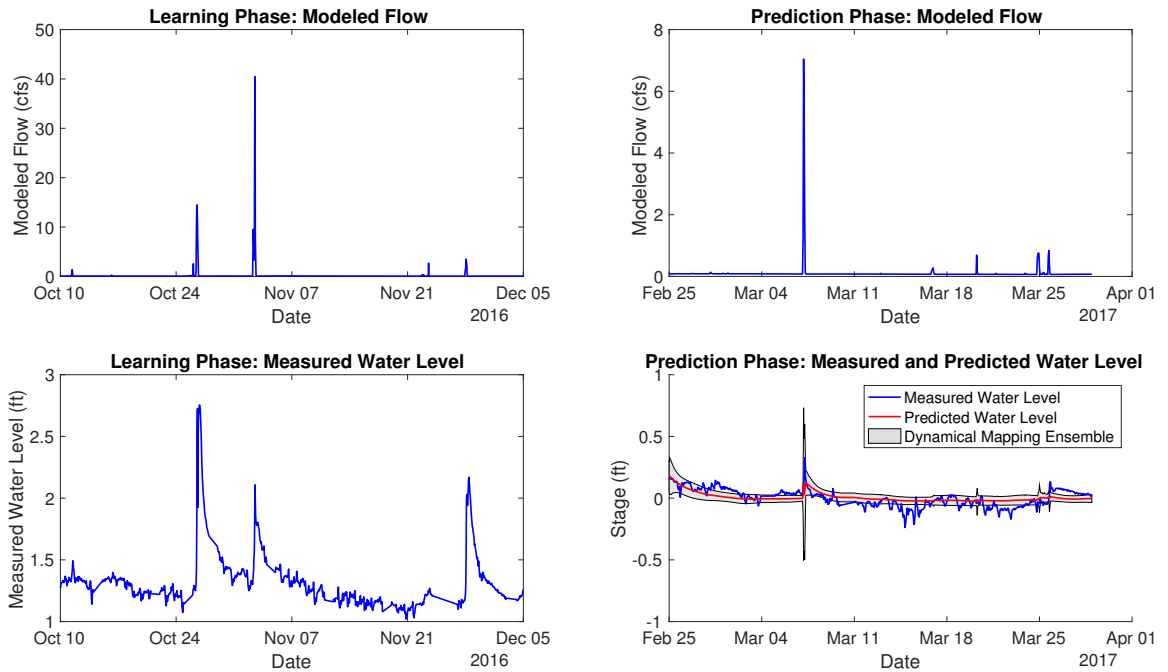 Learning Phase: Modeled Flow
50
40
30
20
10
0
Modeled Flow (cfs)
Oct 10 Oct 24 Nov 07 Nov 21 Dec 05
Date
2016
Prediction Phase: Modeled Flow
8
6
4
2
0
Modeled Flow (cfs)
Feb 25 Mar 04 Mar 11 Mar 18 Mar 25 Apr 01
Date
2017
Learning Phase: Measured Water Level
3
2.5
2
1.5
1
Measured Water Level (ft)
Oct 10 Oct 24 Nov 07 Nov 21 Dec 05
Date
2016
Prediction Phase: Measured and Predicted Water Level
1
0.5
0
-0.5
-1
Stage (ft)
Measured Water Level
Predicted Water Level
Dynamical Mapping Ensemble
Feb 25 Mar 04 Mar 11 Mar 18 Mar 25 Apr 01
Date
2017